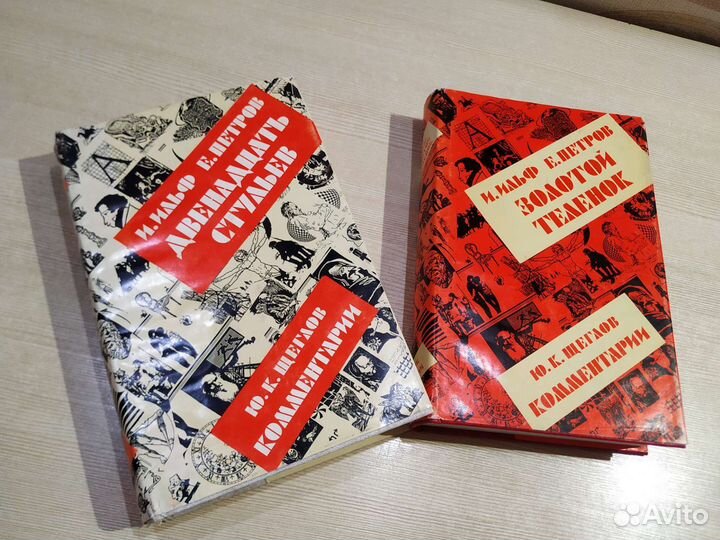 И. ИЛЬФ Е. ПЕТРОВ
ДВЕНАДЦАТЬ
СТУЛЬЕВ
Ю. К. ЩЕГЛОВ
КОММЕНТАРИИ
И. ИЛЬФ Е. ПЕТРОВ
ЗОЛОТОЙ
ТЕЛЕНОК
Ю. К. ЩЕГЛОВ
КОММЕНТАРИИ
Avito